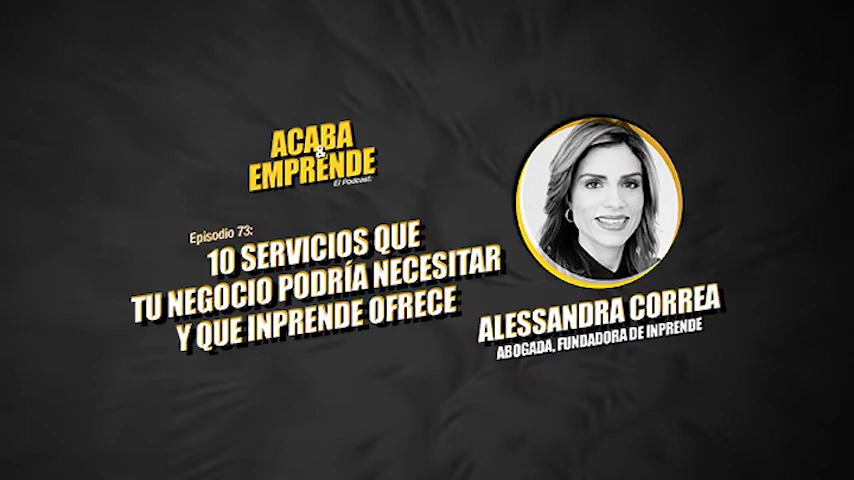 ACABA
&
EMPRENDE
El Podcast.
Episodio 73:
10 SERVICIOS QUE
TU NEGOCIO PODRÍA NECESITAR
Y QUE INPRENDE OFRECE
ALESSANDRA CORREA
ABOGADA, FUNDADORA DE INPRENDE